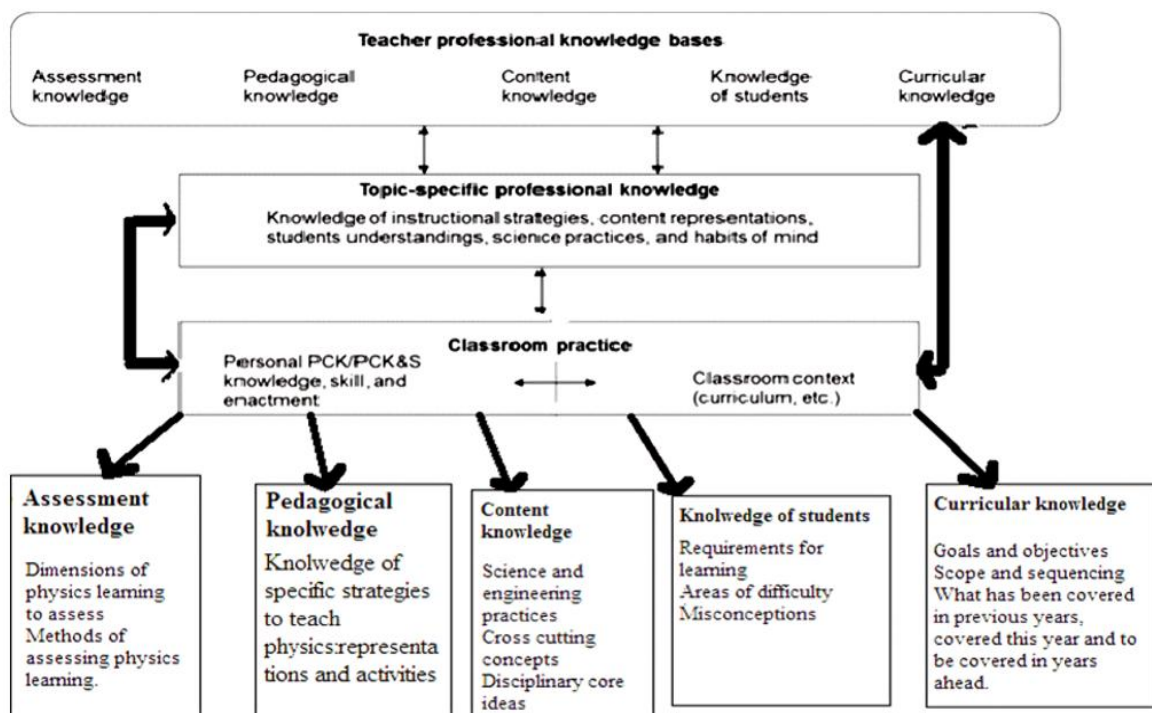 Teacher professional knowledge bases
Assessment
knowledge
Pedagogical
knowledge
Content
knowledge
Knowledge
of students
Curricular
knowledge
Topic-specific professional knowledge
Knowledge of instructional strategies, content representations,
students understandings, science practices, and habits of mind
Classroom practice
Personal PCK/PCK&S
knowledge, skill, and
enactment
Classroom context
(curriculum, etc.)
Assessment
knowledge
Dimensions of
physics learning
to assess
Methods of
assessing physics
learning.
Pedagogical
knolwedge
Knolwedge of
specific strategies
to teach
physics:representa
tions and activities
Content
knowledge
Science and
engineering
practices
Cross cutting
concepts
Disciplinary core
ideas
Knolwedge of students
Requirements for
learning
Areas of difficulty
Misconceptions
Curricular knowledge
Goals and objectives
Scope and sequencing
What has been covered
in previous years,
covered this year and to
be covered in years
ahead.